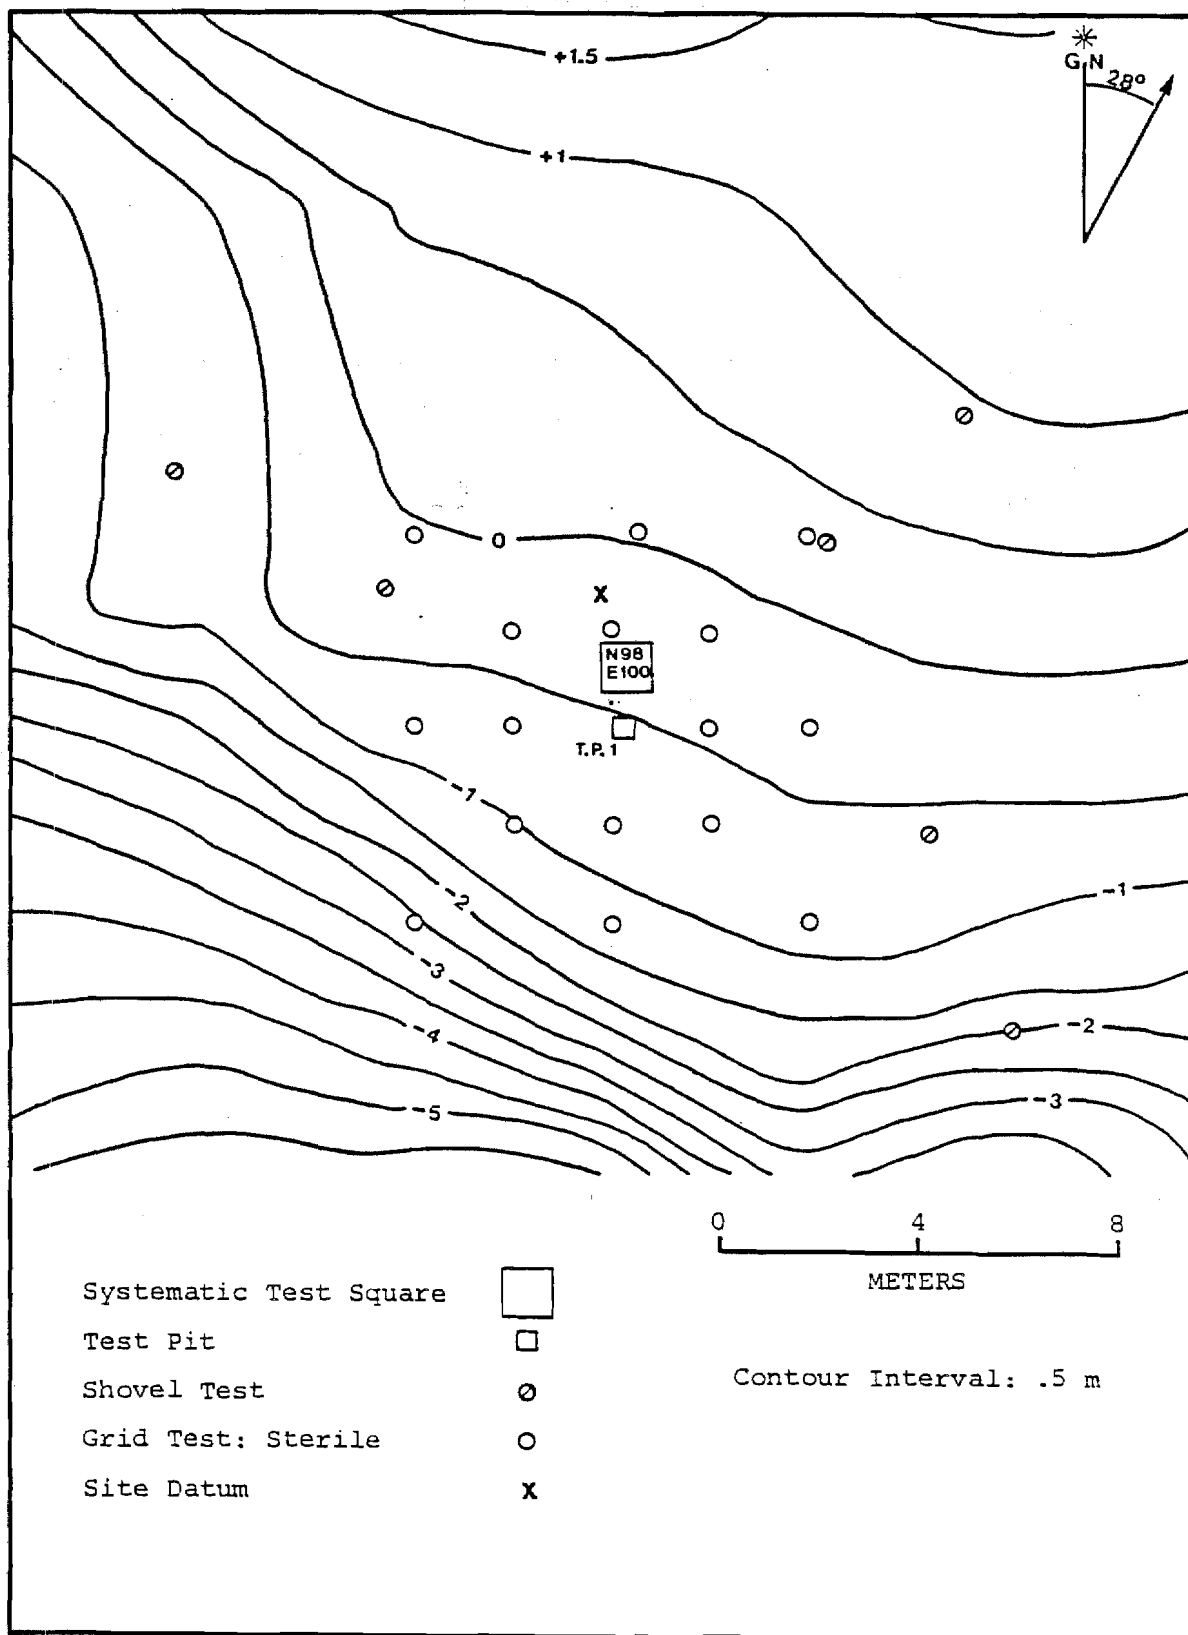 +1.5
G N
28°
+1
0
N98
E100
T.P. 1
-1
-1
-2
-3
-2
-4
-3
-5
0 4 8
METERS
Systematic Test Square
Test Pit
Shovel Test
Contour Interval: .5 m
Grid Test: Sterile
Site Datum X